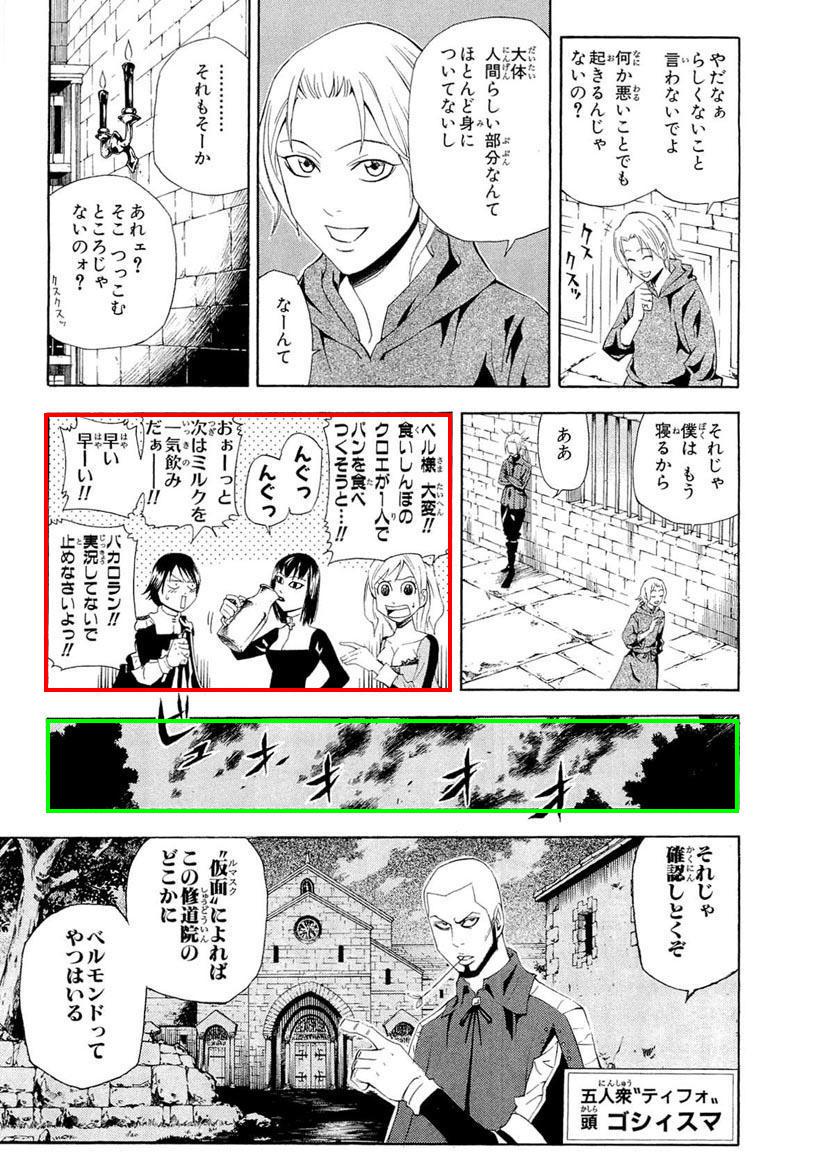 やだなぁ
らしくないこと
言わないでよ
何か悪いことでも
起きるんじゃ
ないの？
クスクスッ
大体
人間らしい部分なんて
ほとんど身に
ついてないし
なーんて
…………
それもそーか
あれェ？
そこ つっこむ
ところじゃ
ないのォ？
クスクスッ
それじゃ
僕は もう
寝るから
ああ
ベル様 大変!!
食いしんぼの
クロエが1人で
パンを食べ
つくそうと…!!
んぐっ
んぐっ
おぉーっと
次はミルクを
一気飲み
だぁ――!!
早い
早ーい!!
バカロラン!!
実況してないで
止めなさいよっ!!
ビュオオオオ
それじゃ
確認しとくぞ
〝仮面〟によれば
この修道院の
どこかに
ベルモンドって
やつはいる
五人衆〝ティフォ〟
頭 ゴシィスマ